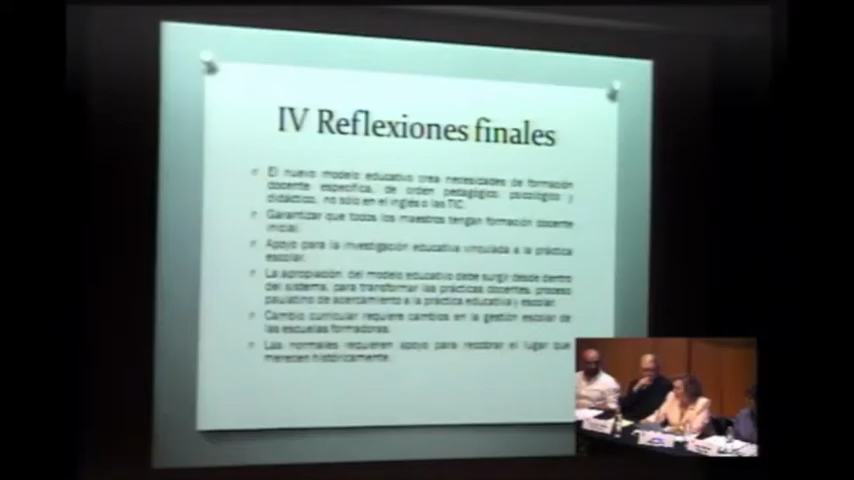 IV Reflexiones finales
El nuevo modelo educativo crea necesidades de formación
docente específica, de orden pedagógico, psicológico y
didáctico, no sólo en el inglés o las TIC.
Garantizar que todos los maestros tengan formación docente
inicial.
Apoyo para la investigación educativa vinculada a la práctica
escolar.
La apropiación del modelo educativo debe surgir desde dentro
del sistema, para transformar las prácticas docentes, proceso
paulatino de acercamiento a la práctica educativa y escolar.
Cambio curricular requiere cambios en la gestión escolar de
las escuelas formadoras.
Las normales requieren apoyo para recobrar el lugar que
merecen históricamente.